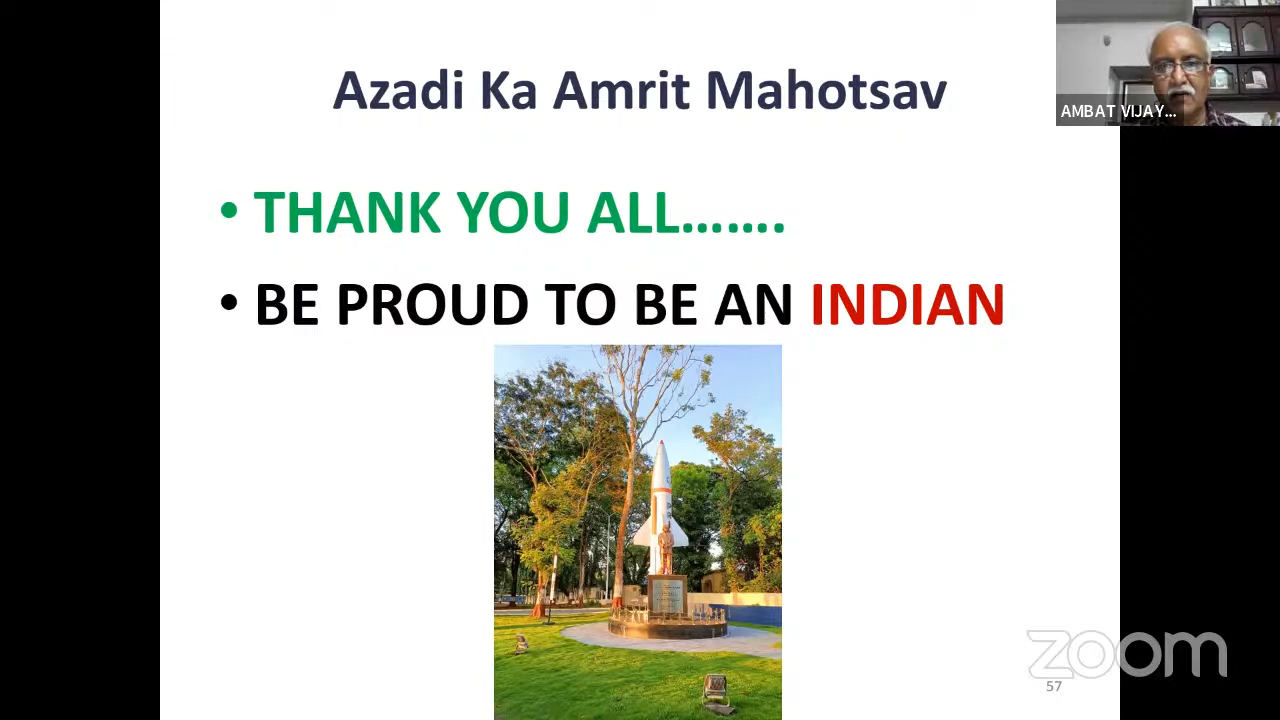 Azadi Ka Amrit Mahotsav
AMBAT VIJAY...
• THANK YOU ALL…….
• BE PROUD TO BE AN INDIAN
zoom
57